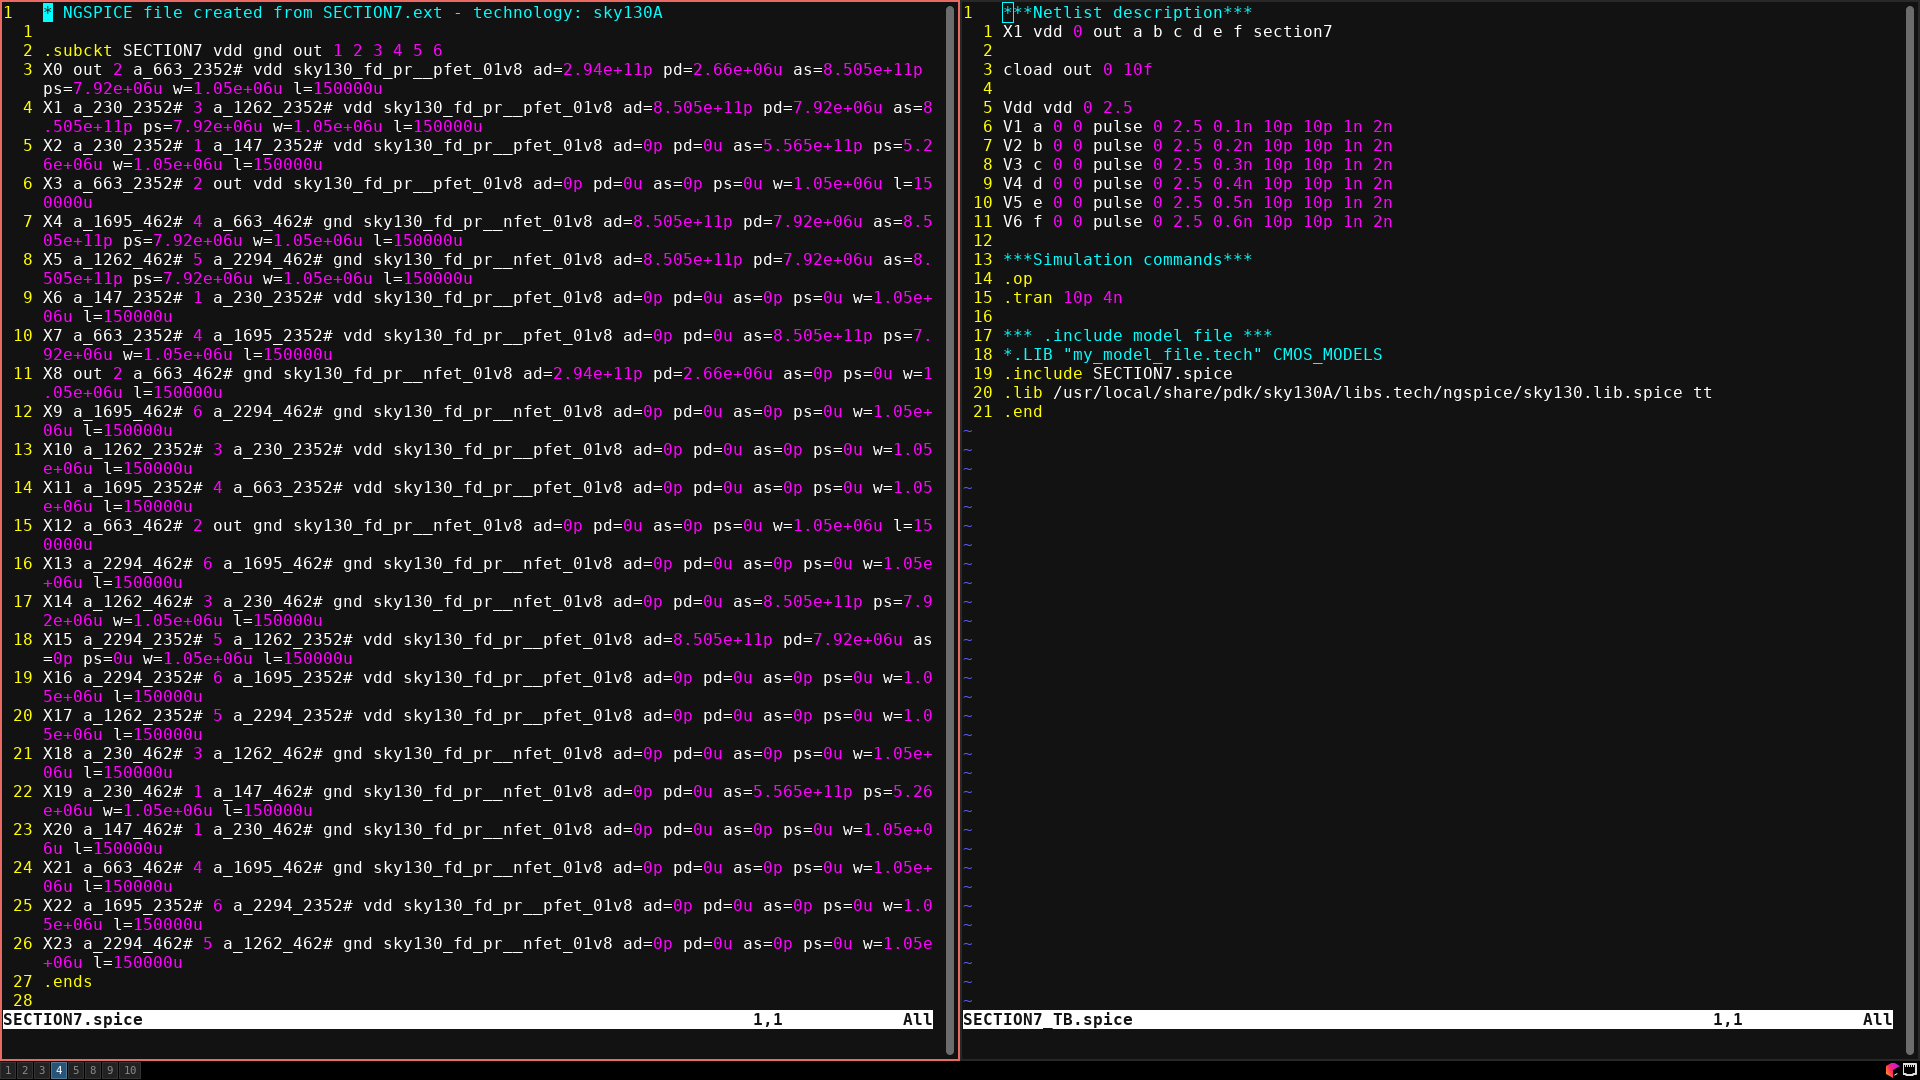 1   * NGSPICE file created from SECTION7.ext - technology: sky130A
  1
  2 .subckt SECTION7 vdd gnd out 1 2 3 4 5 6
  3 X0 out 2 a_663_2352# vdd sky130_fd_pr__pfet_01v8 ad=2.94e+11p pd=2.66e+06u as=8.505e+11p
    ps=7.92e+06u w=1.05e+06u l=150000u
  4 X1 a_230_2352# 3 a_1262_2352# vdd sky130_fd_pr__pfet_01v8 ad=8.505e+11p pd=7.92e+06u as=8
    .505e+11p ps=7.92e+06u w=1.05e+06u l=150000u
  5 X2 a_230_2352# 1 a_147_2352# vdd sky130_fd_pr__pfet_01v8 ad=0p pd=0u as=5.565e+11p ps=5.2
    6e+06u w=1.05e+06u l=150000u
  6 X3 a_663_2352# 2 out vdd sky130_fd_pr__pfet_01v8 ad=0p pd=0u as=0p ps=0u w=1.05e+06u l=15
    0000u
  7 X4 a_1695_462# 4 a_663_462# gnd sky130_fd_pr__nfet_01v8 ad=8.505e+11p pd=7.92e+06u as=8.5
    05e+11p ps=7.92e+06u w=1.05e+06u l=150000u
  8 X5 a_1262_462# 5 a_2294_462# gnd sky130_fd_pr__nfet_01v8 ad=8.505e+11p pd=7.92e+06u as=8.
    505e+11p ps=7.92e+06u w=1.05e+06u l=150000u
  9 X6 a_147_2352# 1 a_230_2352# vdd sky130_fd_pr__pfet_01v8 ad=0p pd=0u as=0p ps=0u w=1.05e+
    06u l=150000u
 10 X7 a_663_2352# 4 a_1695_2352# vdd sky130_fd_pr__pfet_01v8 ad=0p pd=0u as=8.505e+11p ps=7.
    92e+06u w=1.05e+06u l=150000u
 11 X8 out 2 a_663_462# gnd sky130_fd_pr__nfet_01v8 ad=2.94e+11p pd=2.66e+06u as=0p ps=0u w=1
    .05e+06u l=150000u
 12 X9 a_1695_462# 6 a_2294_462# gnd sky130_fd_pr__nfet_01v8 ad=0p pd=0u as=0p ps=0u w=1.05e+
    06u l=150000u
 13 X10 a_1262_2352# 3 a_230_2352# vdd sky130_fd_pr__pfet_01v8 ad=0p pd=0u as=0p ps=0u w=1.05
    e+06u l=150000u
 14 X11 a_1695_2352# 4 a_663_2352# vdd sky130_fd_pr__pfet_01v8 ad=0p pd=0u as=0p ps=0u w=1.05
    e+06u l=150000u
 15 X12 a_663_462# 2 out gnd sky130_fd_pr__nfet_01v8 ad=0p pd=0u as=0p ps=0u w=1.05e+06u l=15
    0000u
 16 X13 a_2294_462# 6 a_1695_462# gnd sky130_fd_pr__nfet_01v8 ad=0p pd=0u as=0p ps=0u w=1.05e
    +06u l=150000u
 17 X14 a_1262_462# 3 a_230_462# gnd sky130_fd_pr__nfet_01v8 ad=0p pd=0u as=8.505e+11p ps=7.9
    2e+06u w=1.05e+06u l=150000u
 18 X15 a_2294_2352# 5 a_1262_2352# vdd sky130_fd_pr__pfet_01v8 ad=8.505e+11p pd=7.92e+06u as
    =0p ps=0u w=1.05e+06u l=150000u
 19 X16 a_2294_2352# 6 a_1695_2352# vdd sky130_fd_pr__pfet_01v8 ad=0p pd=0u as=0p ps=0u w=1.0
    5e+06u l=150000u
 20 X17 a_1262_2352# 5 a_2294_2352# vdd sky130_fd_pr__pfet_01v8 ad=0p pd=0u as=0p ps=0u w=1.0
    5e+06u l=150000u
 21 X18 a_230_462# 3 a_1262_462# gnd sky130_fd_pr__nfet_01v8 ad=0p pd=0u as=0p ps=0u w=1.05e+
    06u l=150000u
 22 X19 a_230_462# 1 a_147_462# gnd sky130_fd_pr__nfet_01v8 ad=0p pd=0u as=5.565e+11p ps=5.26
    e+06u w=1.05e+06u l=150000u
 23 X20 a_147_462# 1 a_230_462# gnd sky130_fd_pr__nfet_01v8 ad=0p pd=0u as=0p ps=0u w=1.05e+0
    6u l=150000u
 24 X21 a_663_462# 4 a_1695_462# gnd sky130_fd_pr__nfet_01v8 ad=0p pd=0u as=0p ps=0u w=1.05e+
    06u l=150000u
 25 X22 a_1695_2352# 6 a_2294_2352# vdd sky130_fd_pr__pfet_01v8 ad=0p pd=0u as=0p ps=0u w=1.0
    5e+06u l=150000u
 26 X23 a_2294_462# 5 a_1262_462# gnd sky130_fd_pr__nfet_01v8 ad=0p pd=0u as=0p ps=0u w=1.05e
    +06u l=150000u
 27 .ends
 28
SECTION7.spice 1,1 All
1   ***Netlist description***
  1 X1 vdd 0 out a b c d e f section7
  2
  3 cload out 0 10f
  4
  5 Vdd vdd 0 2.5
  6 V1 a 0 0 pulse 0 2.5 0.1n 10p 10p 1n 2n
  7 V2 b 0 0 pulse 0 2.5 0.2n 10p 10p 1n 2n
  8 V3 c 0 0 pulse 0 2.5 0.3n 10p 10p 1n 2n
  9 V4 d 0 0 pulse 0 2.5 0.4n 10p 10p 1n 2n
 10 V5 e 0 0 pulse 0 2.5 0.5n 10p 10p 1n 2n
 11 V6 f 0 0 pulse 0 2.5 0.6n 10p 10p 1n 2n
 12
 13 ***Simulation commands***
 14 .op
 15 .tran 10p 4n
 16
 17 *** .include model file ***
 18 *.LIB "my_model_file.tech" CMOS_MODELS
 19 .include SECTION7.spice
 20 .lib /usr/local/share/pdk/sky130A/libs.tech/ngspice/sky130.lib.spice tt
 21 .end
SECTION7_TB.spice 1,1 All
1 2 3 4 5 8 9 10